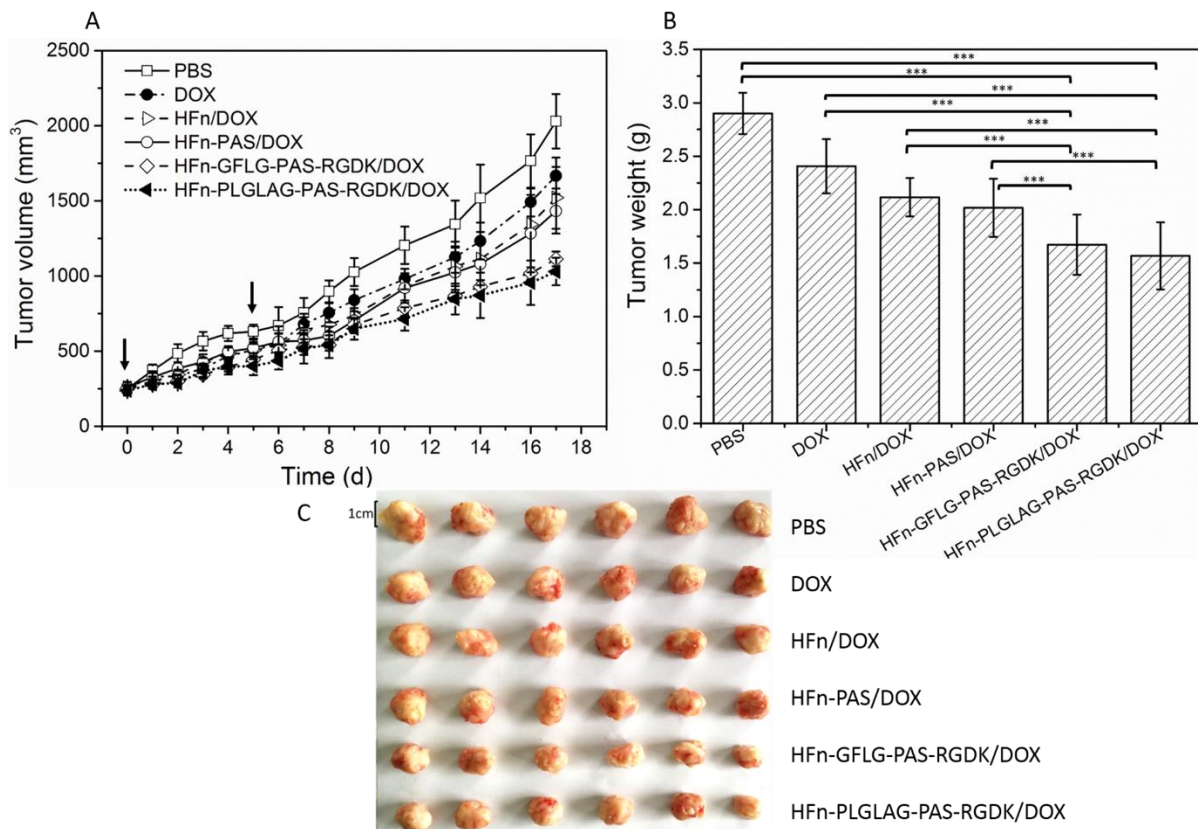 A
Tumor volume (mm³)
2500
2000
1500
1000
500
0
PBS
DOX
HFn/DOX
HFn-PAS/DOX
HFn-GFLG-PAS-RGDK/DOX
HFn-PLGLAG-PAS-RGDK/DOX
0 2 4 6 8 10 12 14 16 18
Time (d)
B
Tumor weight (g)
3.5
3.0
2.5
2.0
1.5
1.0
0.5
0.0
***
***
***
***
***
***
***
***
PBS
DOX
HFn/DOX
HFn-PAS/DOX
HFn-GFLG-PAS-RGDK/DOX
HFn-PLGLAG-PAS-RGDK/DOX
C
1cm
PBS
DOX
HFn/DOX
HFn-PAS/DOX
HFn-GFLG-PAS-RGDK/DOX
HFn-PLGLAG-PAS-RGDK/DOX